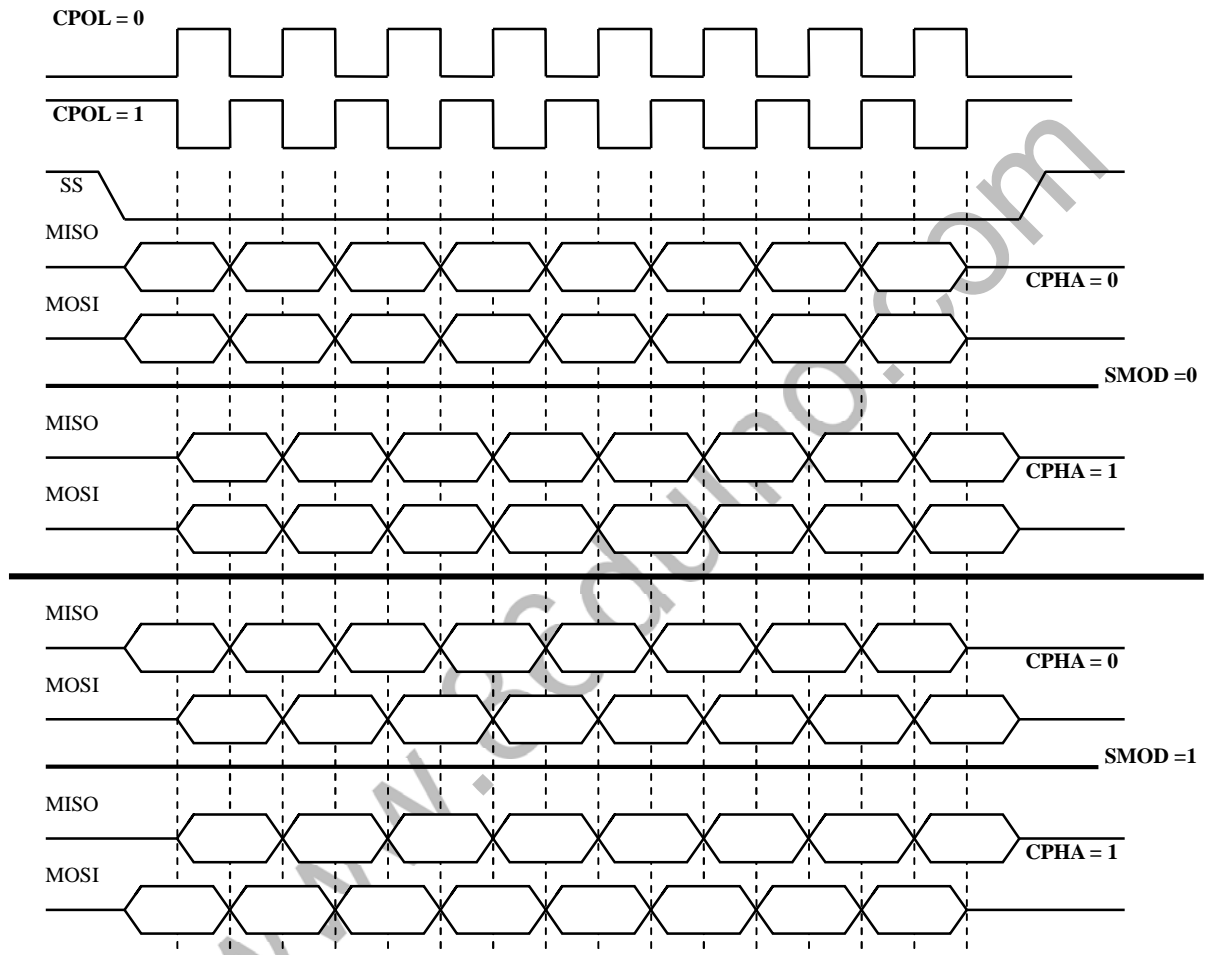 CPOL = 0
CPOL = 1
SS
MISO
CPHA = 0
MOSI
SMOD =0
MISO
CPHA = 1
MOSI
MISO
CPHA = 0
MOSI
SMOD =1
MISO
CPHA = 1
MOSI